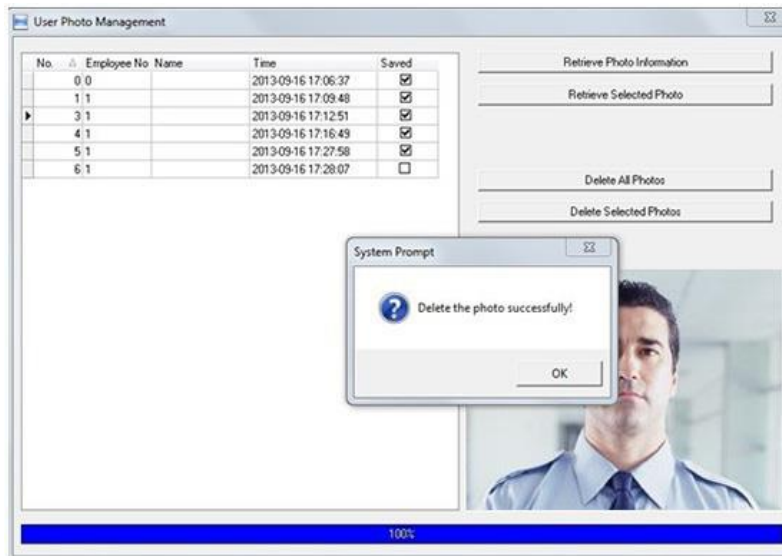 User Photo Management
No. Employee No Name Time Saved
0 0 2013-09-16 17:06:37
1 1 2013-09-16 17:09:48
3 1 2013-09-16 17:12:51
4 1 2013-09-16 17:16:49
5 1 2013-09-16 17:27:58
6 1 2013-09-16 17:28:07
Retrieve Photo Information
Retrieve Selected Photo
Delete All Photos
Delete Selected Photos
System Prompt
Delete the photo successfully!
OK
100%